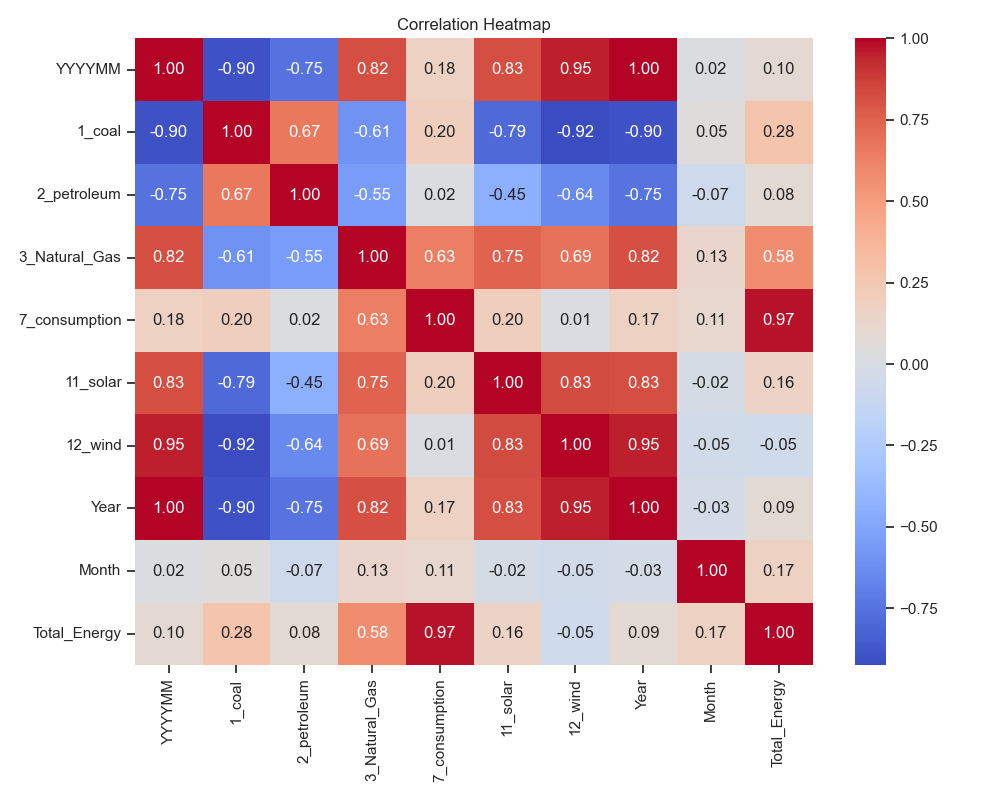 Correlation Heatmap
YYYYMM 1.00 -0.90 -0.75 0.82 0.18 0.83 0.95 1.00 0.02 0.10
1_coal -0.90 1.00 0.67 -0.61 0.20 -0.79 -0.92 -0.90 0.05 0.28
2_petroleum -0.75 0.67 1.00 -0.55 0.02 -0.45 -0.64 -0.75 -0.07 0.08
3_Natural_Gas 0.82 -0.61 -0.55 1.00 0.63 0.75 0.69 0.82 0.13 0.58
7_consumption 0.18 0.20 0.02 0.63 1.00 0.20 0.01 0.17 0.11 0.97
11_solar 0.83 -0.79 -0.45 0.75 0.20 1.00 0.83 0.83 -0.02 0.16
12_wind 0.95 -0.92 -0.64 0.69 0.01 0.83 1.00 0.95 -0.05 -0.05
Year 1.00 -0.90 -0.75 0.82 0.17 0.83 0.95 1.00 -0.03 0.09
Month 0.02 0.05 -0.07 0.13 0.11 -0.02 -0.05 -0.03 1.00 0.17
Total_Energy 0.10 0.28 0.08 0.58 0.97 0.16 -0.05 0.09 0.17 1.00
YYYYMM
1_coal
2_petroleum
3_Natural_Gas
7_consumption
11_solar
12_wind
Year
Month
Total_Energy
1.00
0.75
0.50
0.25
0.00
−0.25
−0.50
−0.75